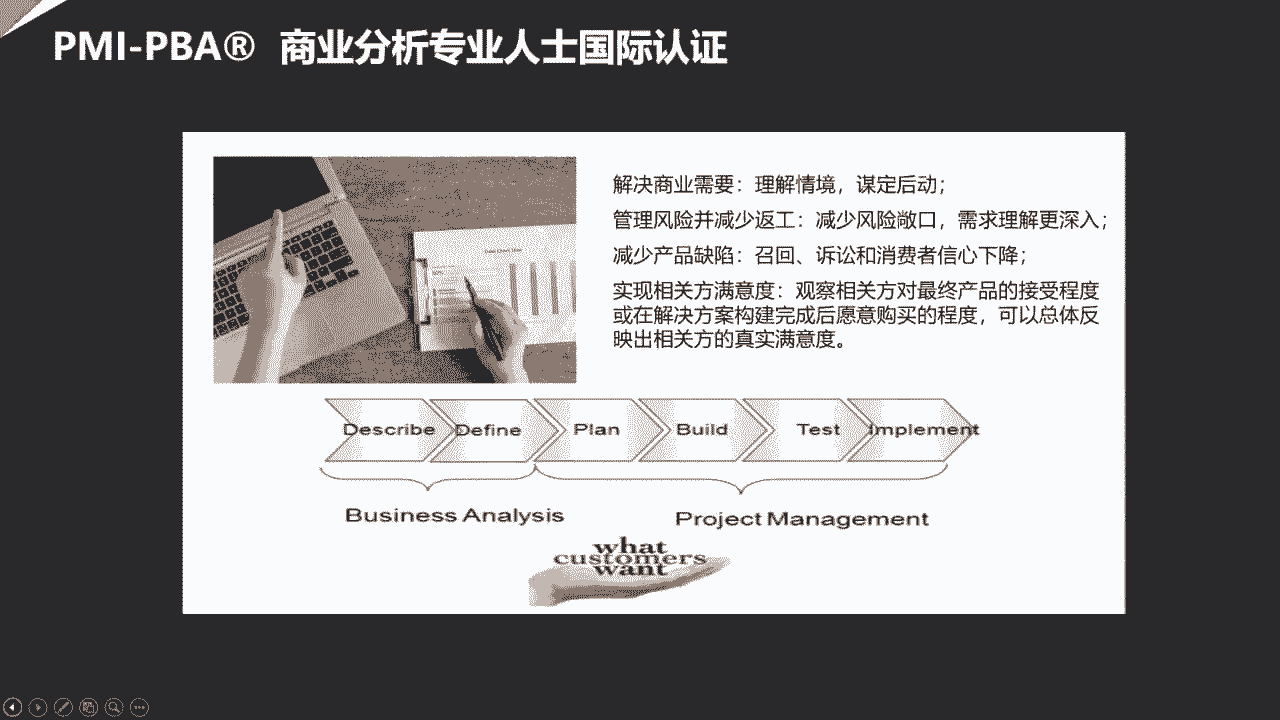 PMI-PBA® 商业分析专业人士国际认证
解决商业需要：理解情境，谋定后动；
管理风险并减少返工：减少风险敞口，需求理解更深入；
减少产品缺陷：召回、诉讼和消费者信心下降；
实现相关方满意度：观察相关方对最终产品的接受程度
或在解决方案构建完成后愿意购买的程度，可以总体反
映出相关方的真实满意度。
Describe Define Plan Build Test Implement
Business Analysis Project Management
what
customers
want